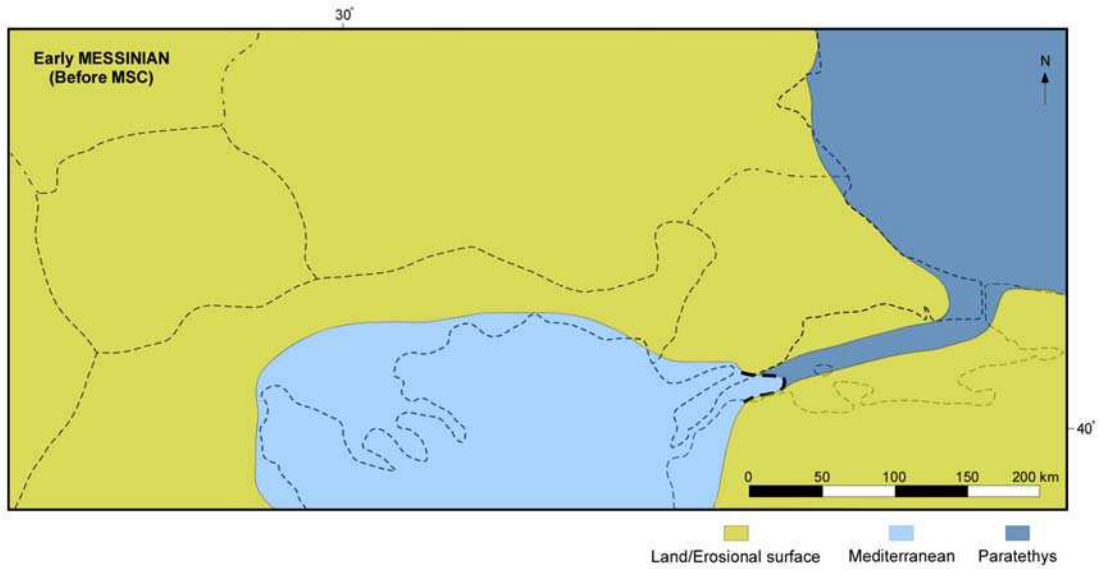 30°
Early MESSINIAN
(Before MSC)
N
40°
0 50 100 150 200 km
Land/Erosional surface Mediterranean Paratethys